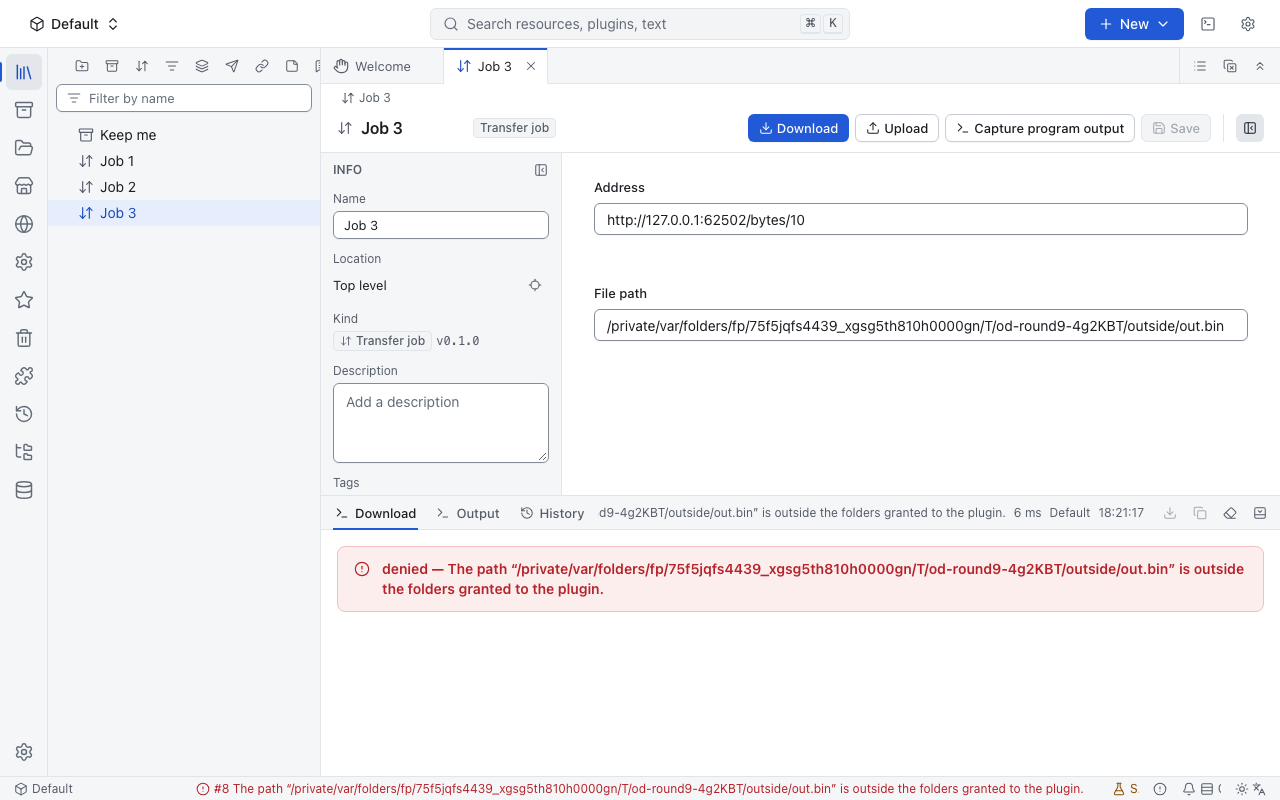 Default
Search resources, plugins, text
⌘ K
New
Filter by name
Keep me
Job 1
Job 2
Job 3
Welcome
Job 3
Job 3
Job 3
Transfer job
Download
Upload
Capture program output
Save
INFO
Name
Job 3
Location
Top level
Kind
Transfer job v0.1.0
Description
Add a description
Tags
Address
http://127.0.0.1:62502/bytes/10
File path
/private/var/folders/fp/75f5jqfs4439_xgsg5th810h0000gn/T/od-round9-4g2KBT/outside/out.bin
Download
Output
History
d9-4g2KBT/outside/out.bin” is outside the folders granted to the plugin. 6 ms Default 18:21:17
denied — The path “/private/var/folders/fp/75f5jqfs4439_xgsg5th810h0000gn/T/od-round9-4g2KBT/outside/out.bin” is outside
the folders granted to the plugin.
Default
#8 The path “/private/var/folders/fp/75f5jqfs4439_xgsg5th810h0000gn/T/od-round9-4g2KBT/outside/out.bin” is outside the folders granted to the plugin.
S